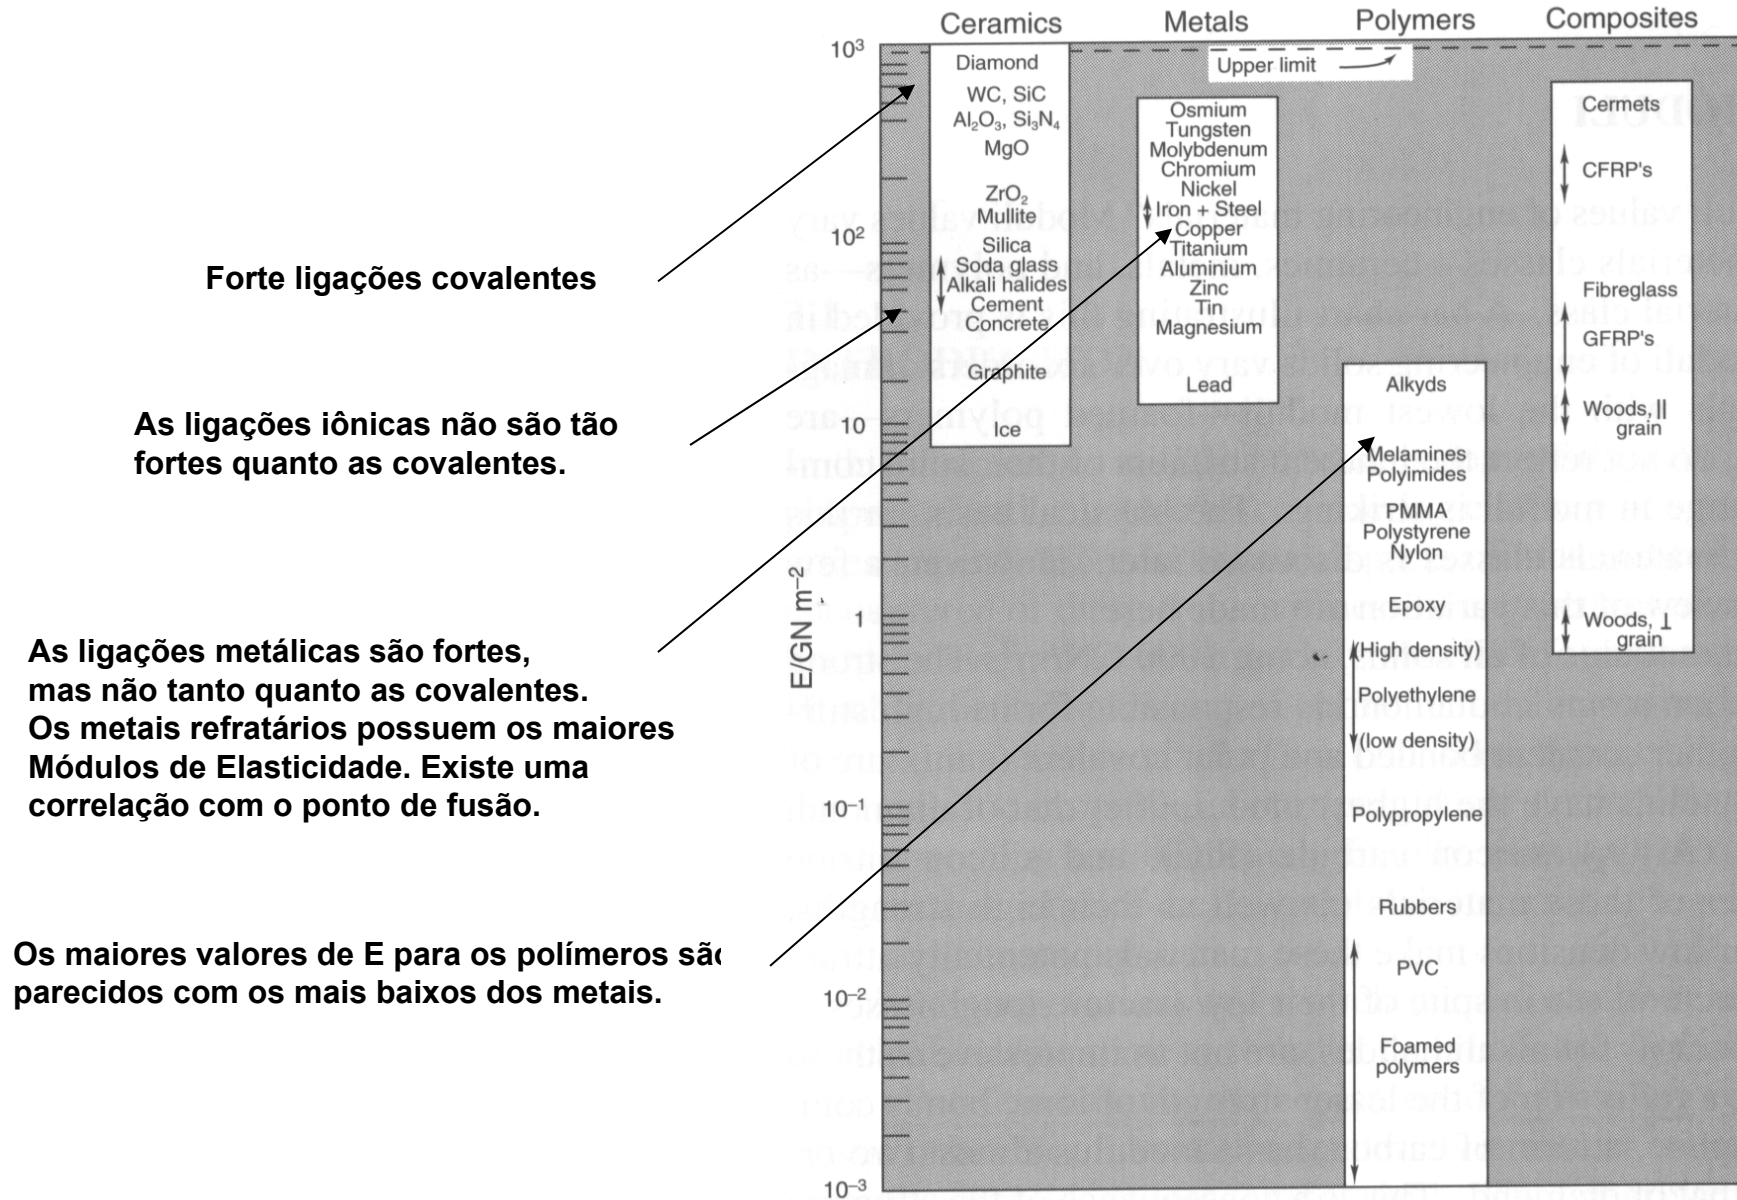 Forte ligações covalentes
As ligações iônicas não são tão
fortes quanto as covalentes.
As ligações metálicas são fortes,
mas não tanto quanto as covalentes.
Os metais refratários possuem os maiores
Módulos de Elasticidade. Existe uma
correlação com o ponto de fusão.
Os maiores valores de E para os polímeros são
parecidos com os mais baixos dos metais.
E/GN m⁻²
10³
10²
10
1
10⁻¹
10⁻²
10⁻³
Ceramics
Diamond
WC, SiC
Al₂O₃, Si₃N₄
MgO
ZrO₂
Mullite
Silica
Soda glass
Alkali halides
Cement
Concrete
Graphite
Ice
Metals
Osmium
Tungsten
Molybdenum
Chromium
Nickel
Iron + Steel
Copper
Titanium
Aluminium
Zinc
Tin
Magnesium
Lead
Upper limit
Polymers
Alkyds
Melamines
Polyimides
PMMA
Polystyrene
Nylon
Epoxy
(High density)
Polyethylene
(low density)
Polypropylene
Rubbers
PVC
Foamed
polymers
Composites
Cermets
CFRP's
Fibreglass
GFRP's
Woods, ||
grain
Woods, ⊥
grain